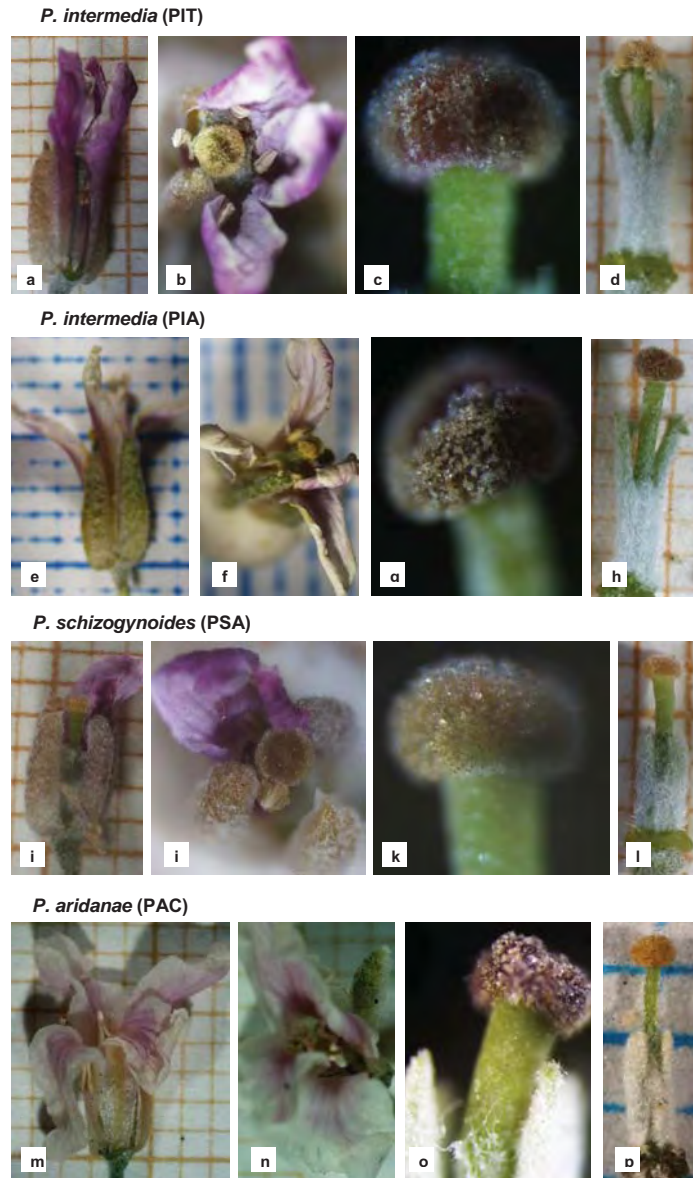 P. intermedia (PIT)
a b c d
P. intermedia (PIA)
e f g h
P. schizogynoides (PSA)
i j k l
P. aridanae (PAC)
m n o p